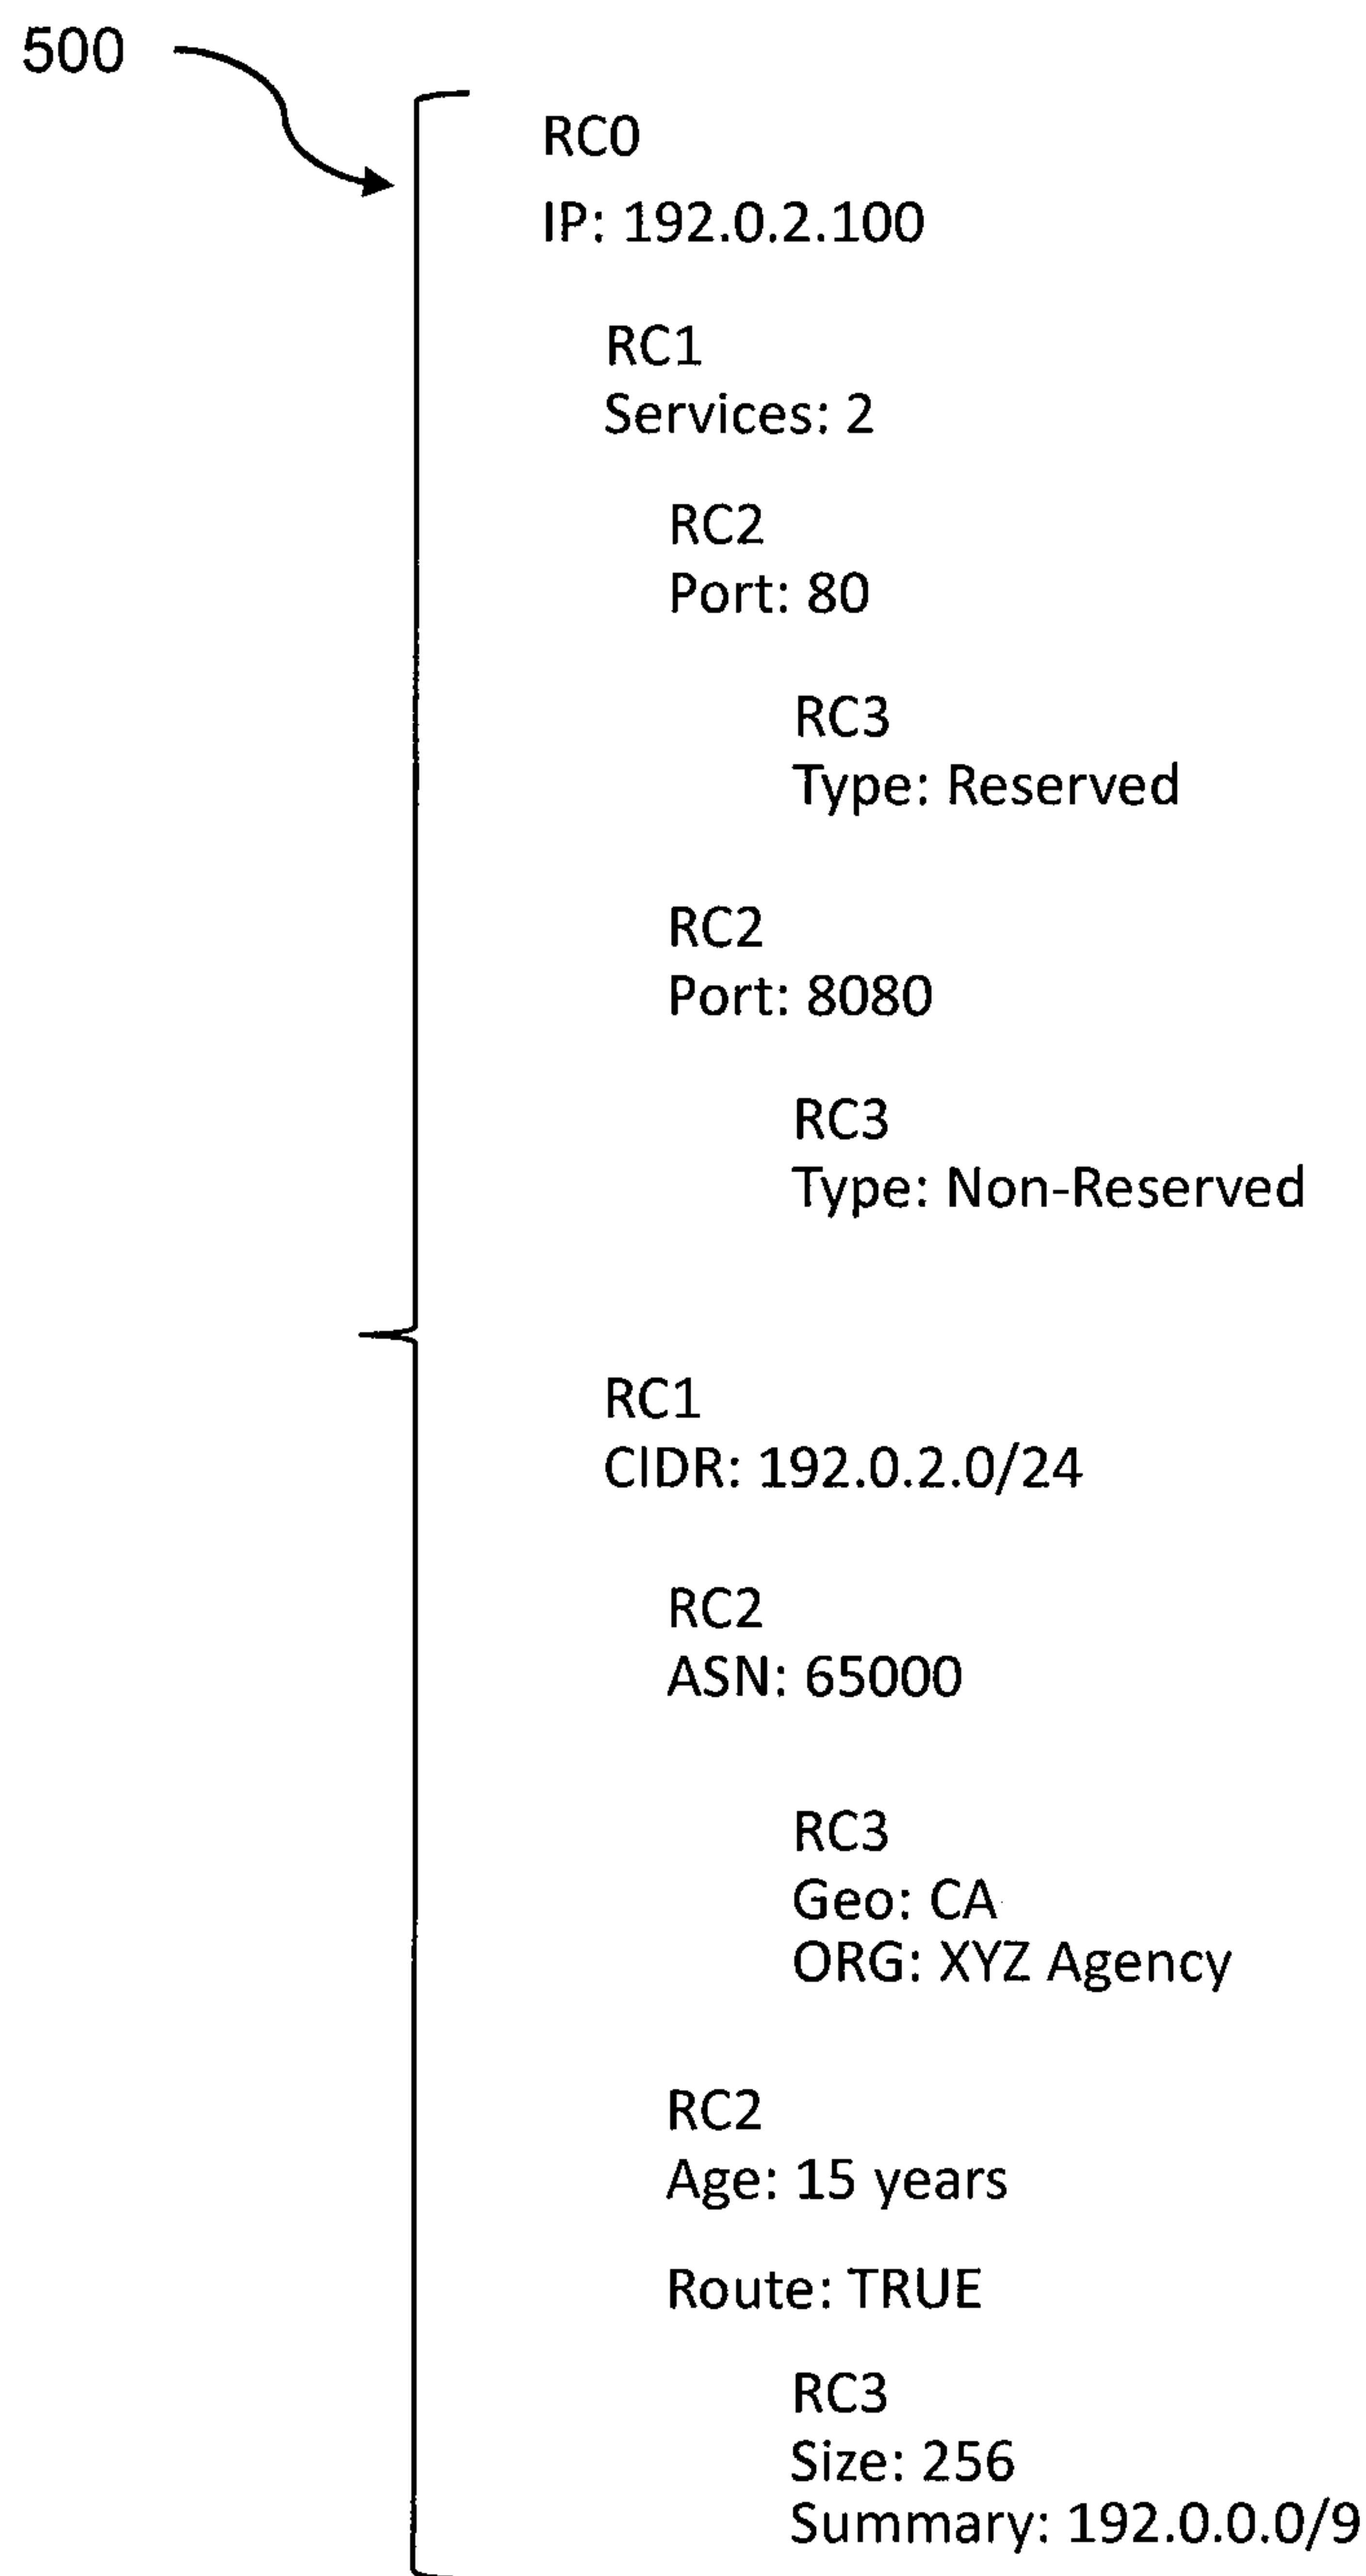 500
RC0
IP: 192.0.2.100
RC1
Services: 2
RC2
Port: 80
RC3
Type: Reserved
RC2
Port: 8080
RC3
Type: Non-Reserved
RC1
CIDR: 192.0.2.0/24
RC2
ASN: 65000
RC3
Geo: CA
ORG: XYZ Agency
RC2
Age: 15 years
Route: TRUE
RC3
Size: 256
Summary: 192.0.0.0/9